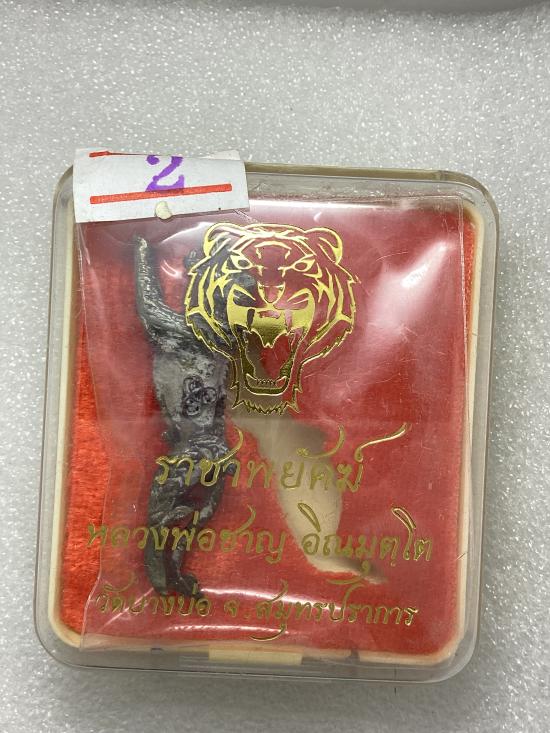 2
ราชาพยัคฆ์
หลวงพ่อชาญ อิณมุตฺโต
วัดบางบ่อ จ.สมุทรปราการ